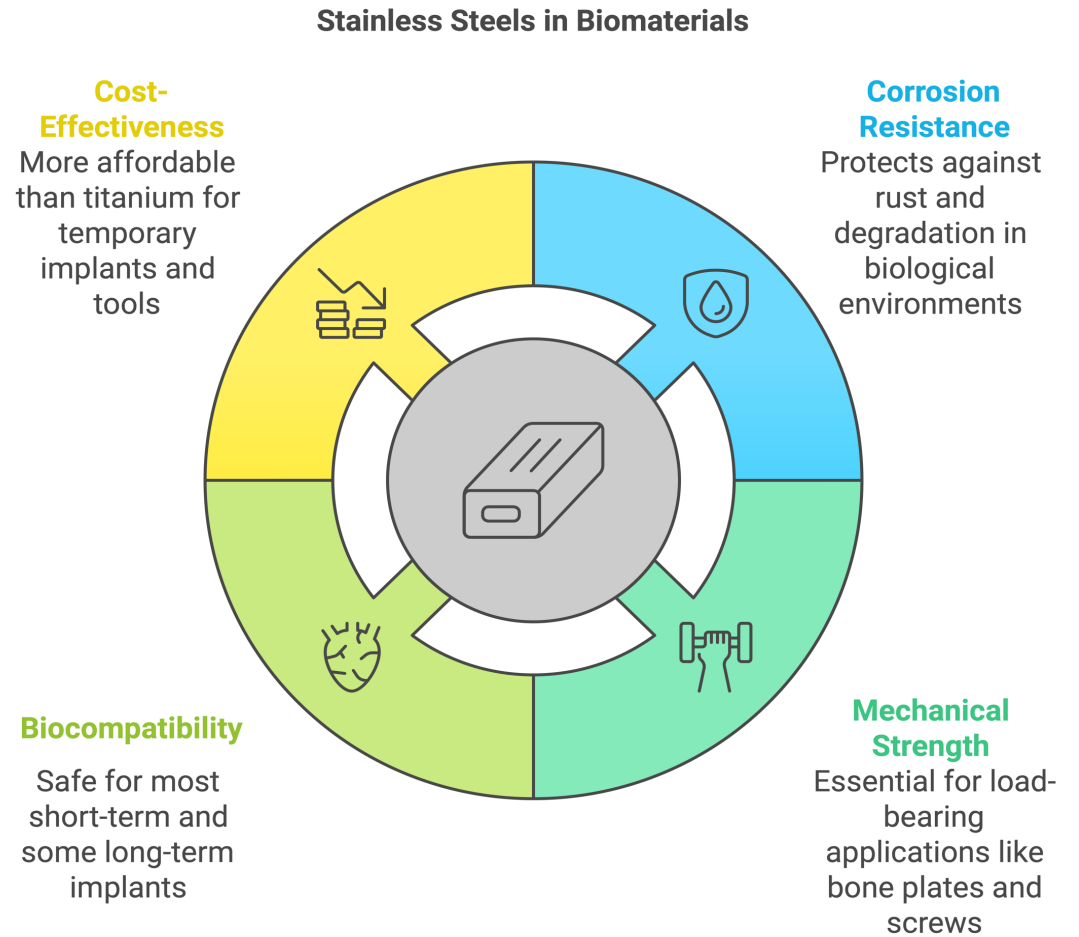 Stainless Steels in Biomaterials
Cost-
Effectiveness
More affordable
than titanium for
temporary
implants and
tools
Corrosion
Resistance
Protects against
rust and
degradation in
biological
environments
Biocompatibility
Safe for most
short-term and
some long-term
implants
Mechanical
Strength
Essential for load-
bearing
applications like
bone plates and
screws